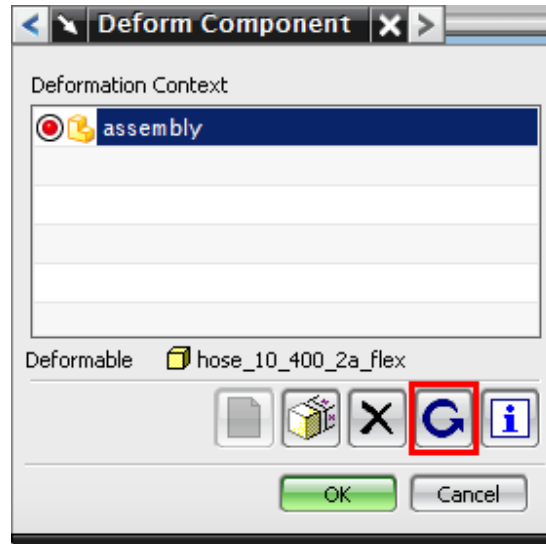 Deform Component
Deformation Context
assembly
Deformable hose_10_400_2a_flex
OK Cancel